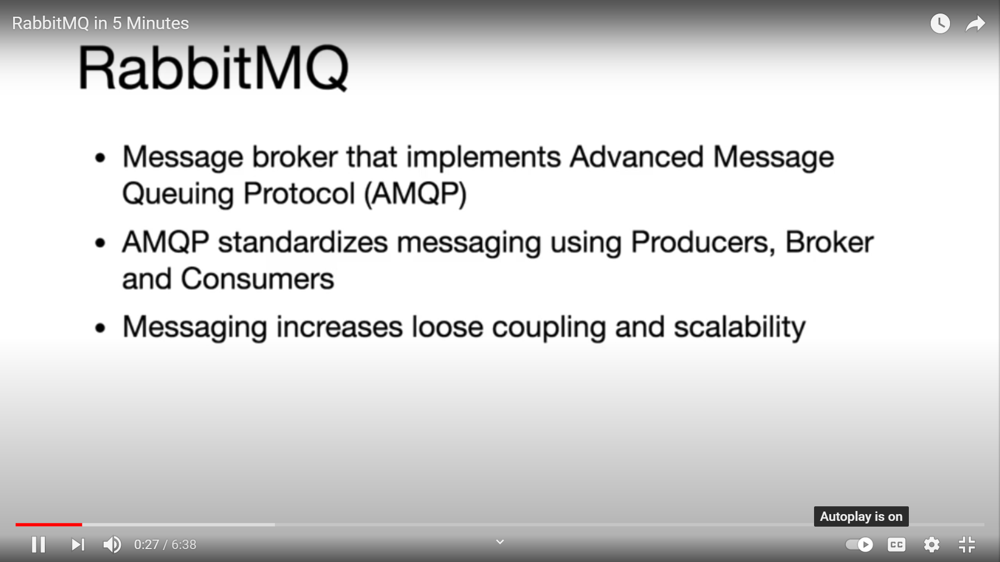 RabbitMQ in 5 Minutes
RabbitMQ
• Message broker that implements Advanced Message
Queuing Protocol (AMQP)
• AMQP standardizes messaging using Producers, Broker
and Consumers
• Messaging increases loose coupling and scalability
Autoplay is on
0:27 / 6:38
CC